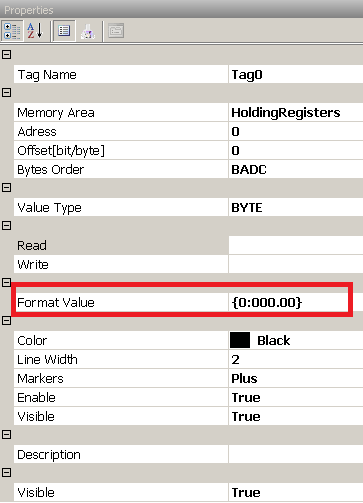 Properties
Tag Name Tag0
Memory Area HoldingRegisters
Adress 0
Offset[bit/byte] 0
Bytes Order BADC
Value Type BYTE
Read
Write
Format Value {0:000.00}
Color Black
Line Width 2
Markers Plus
Enable True
Visible True
Description
Visible True